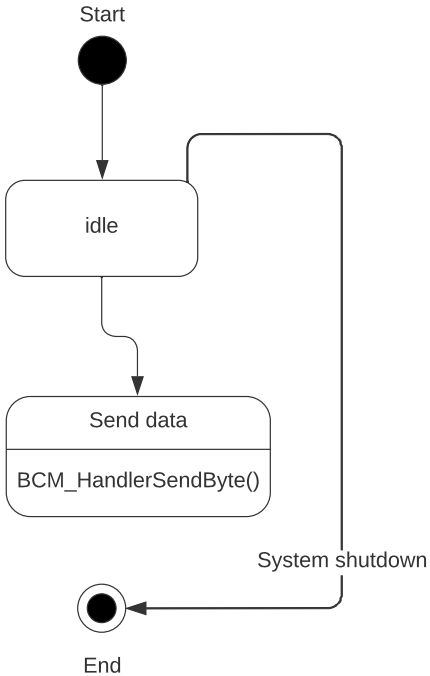 Start
idle
Send data
BCM_HandlerSendByte()
System shutdown
End